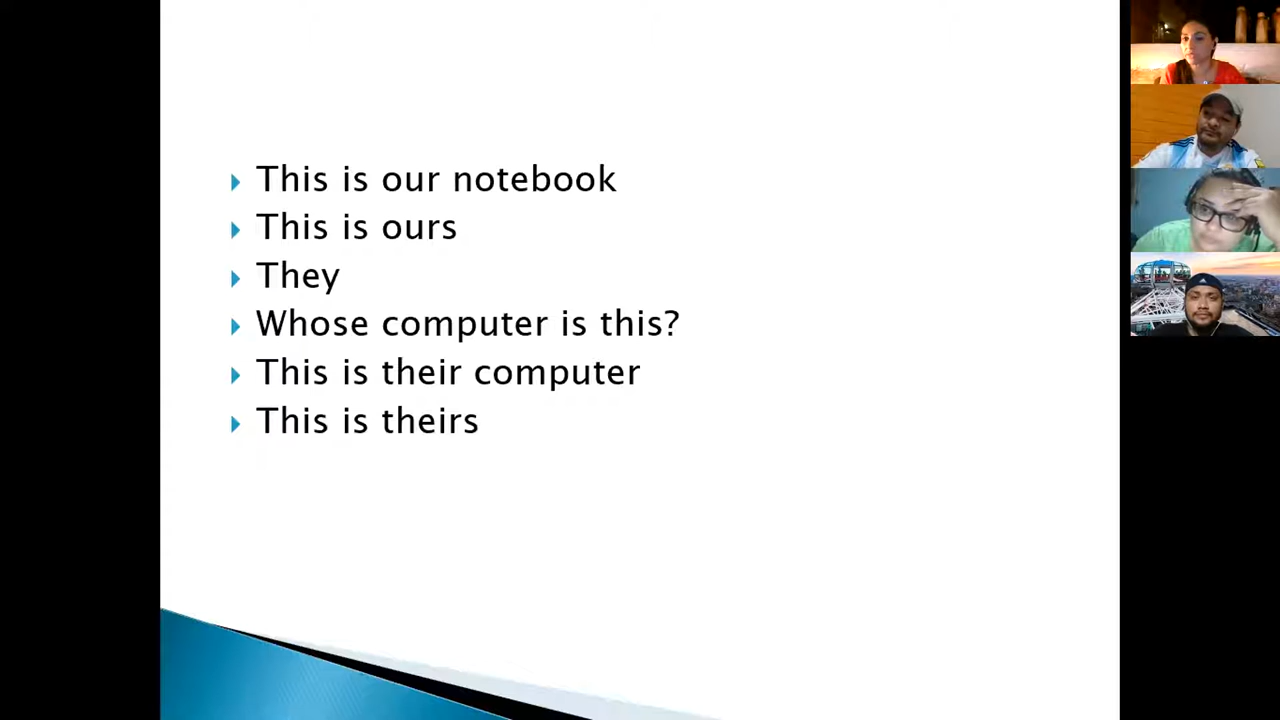 This is our notebook
This is ours
They
Whose computer is this?
This is their computer
This is theirs